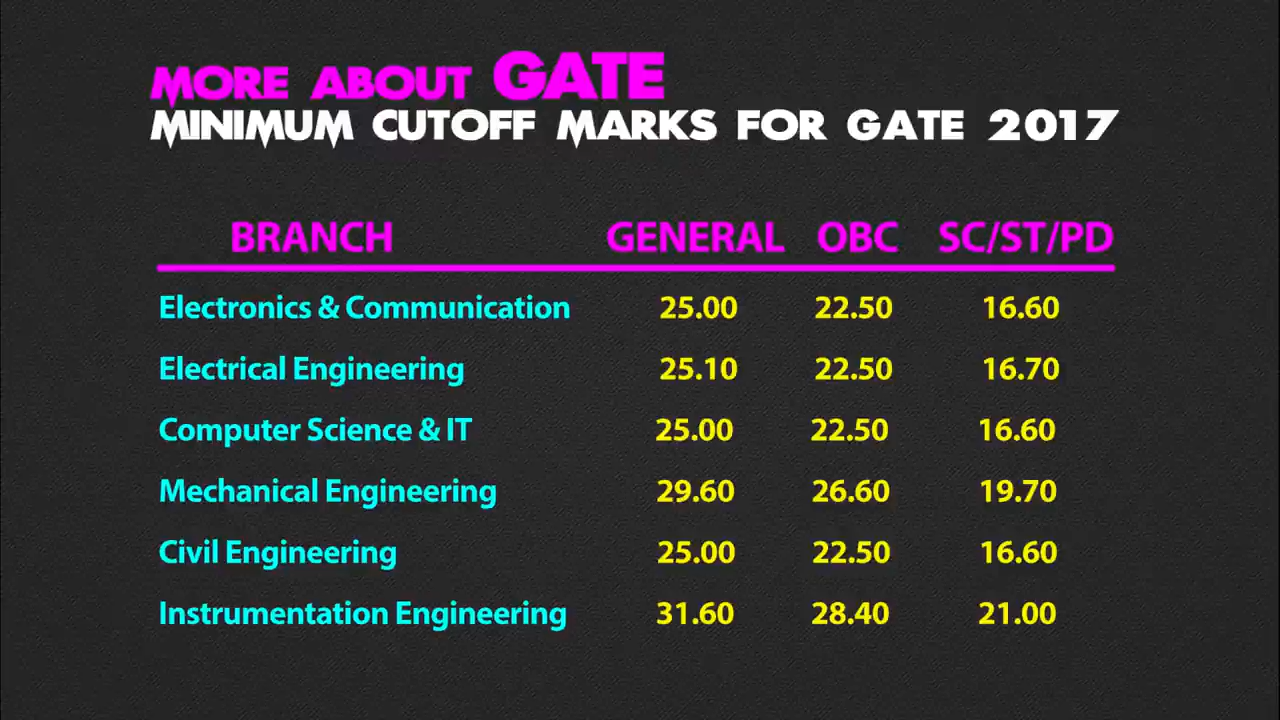 MORE ABOUT GATE
MINIMUM CUTOFF MARKS FOR GATE 2017
BRANCH GENERAL OBC SC/ST/PD
Electronics & Communication 25.00 22.50 16.60
Electrical Engineering 25.10 22.50 16.70
Computer Science & IT 25.00 22.50 16.60
Mechanical Engineering 29.60 26.60 19.70
Civil Engineering 25.00 22.50 16.60
Instrumentation Engineering 31.60 28.40 21.00